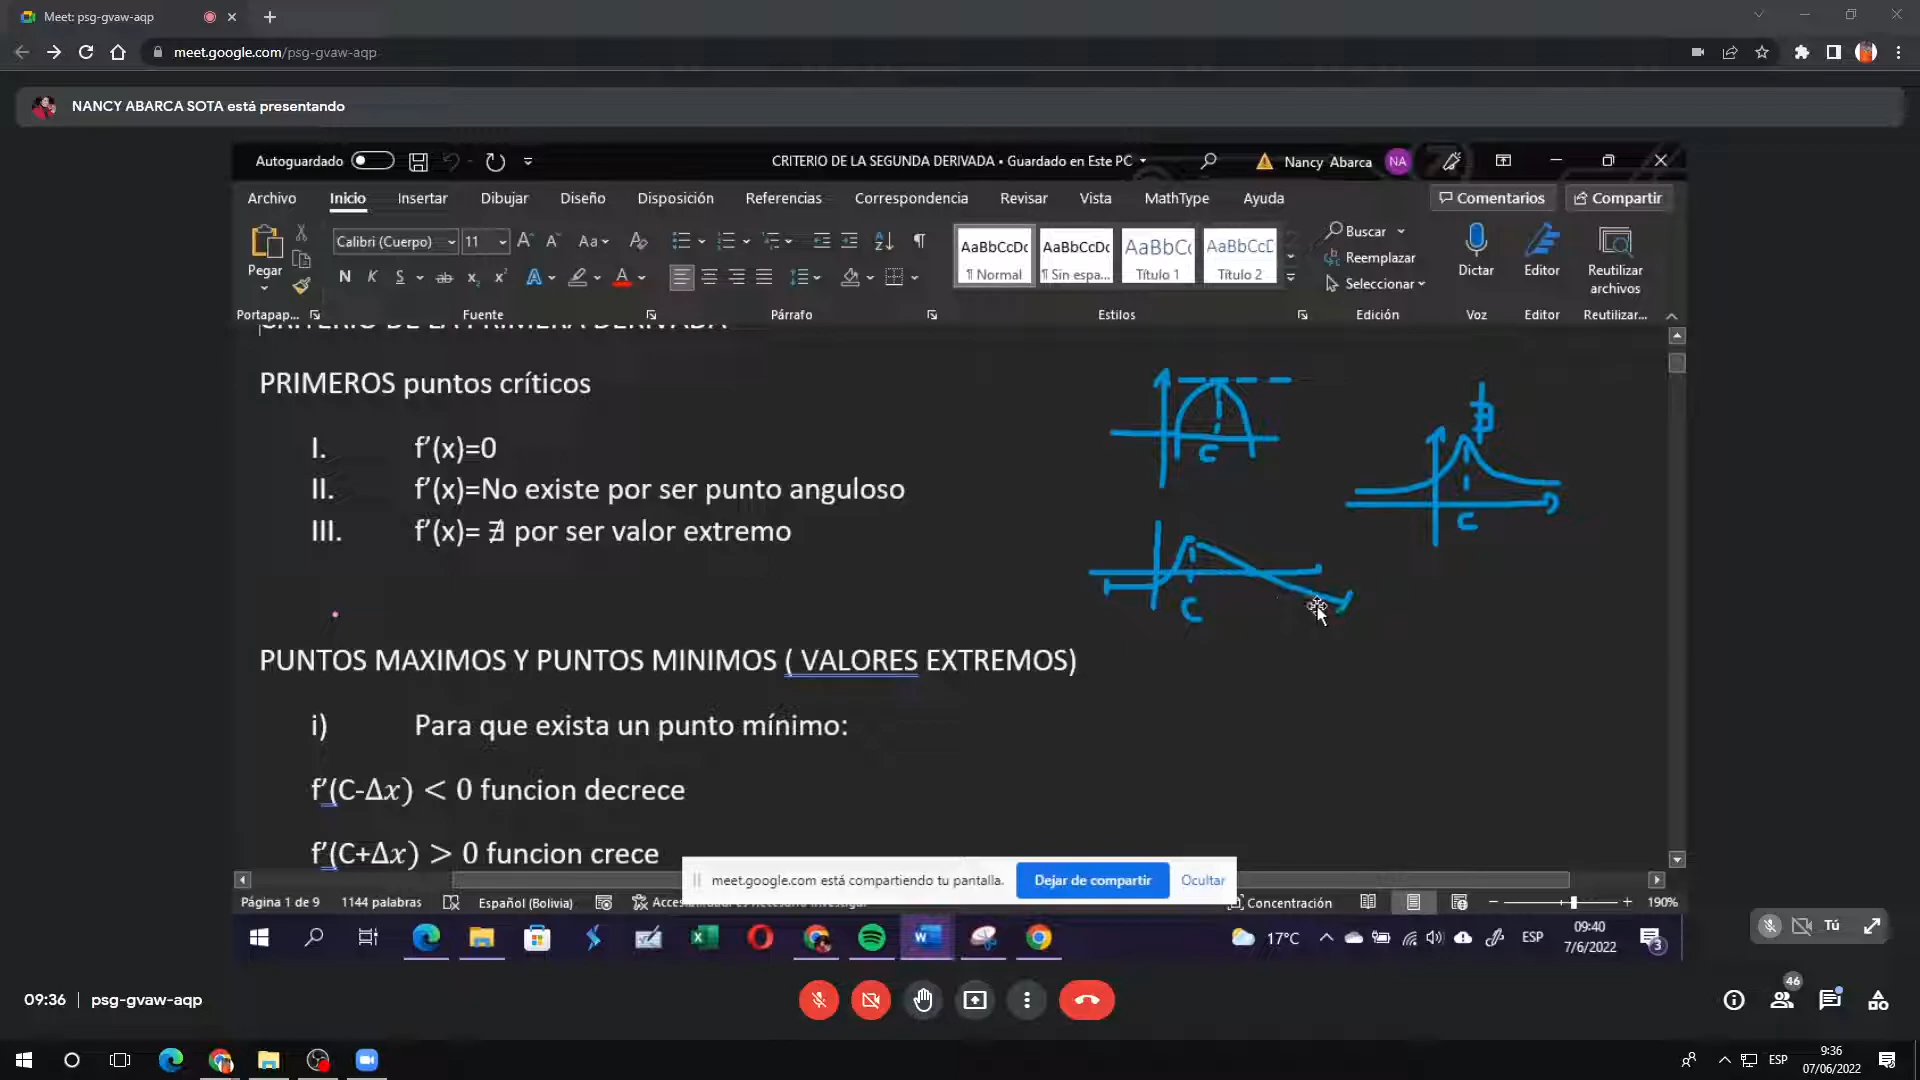 Meet: psg-gvaw-aqp
meet.google.com/psg-gvaw-aqp
NANCY ABARCA SOTA está presentando
Autoguardado
CRITERIO DE LA SEGUNDA DERIVADA • Guardado en Este PC
Nancy Abarca NA
Archivo Inicio Insertar Dibujar Diseño Disposición Referencias Correspondencia Revisar Vista MathType Ayuda Comentarios Compartir
Pegar
Calibri (Cuerpo) 11
AaBbCcDc AaBbCcDc AaBbC( AaBbCcE
¶ Normal ¶ Sin espa... Título 1 Título 2
Buscar
Reemplazar
Seleccionar
Dictar
Editor
Reutilizar archivos
Portapap... Fuente Párrafo Estilos Edición Voz Editor Reutilizar...
CRITERIO DE LA PRIMERA DERIVADA
PRIMEROS puntos críticos
I. f’(x)=0
II. f’(x)=No existe por ser punto anguloso
III. f’(x)= ∄ por ser valor extremo
C
∄
C
C
PUNTOS MAXIMOS Y PUNTOS MINIMOS ( VALORES EXTREMOS)
i) Para que exista un punto mínimo:
f’(C-Δx) < 0 funcion decrece
f’(C+Δx) > 0 funcion crece
meet.google.com está compartiendo tu pantalla. Dejar de compartir Ocultar
Página 1 de 9 1144 palabras Español (Bolivia) Concentración 190%
17°C ESP 09:40
7/6/2022 3
Tú
09:36 | psg-gvaw-aqp
46
ESP 9:36
07/06/2022